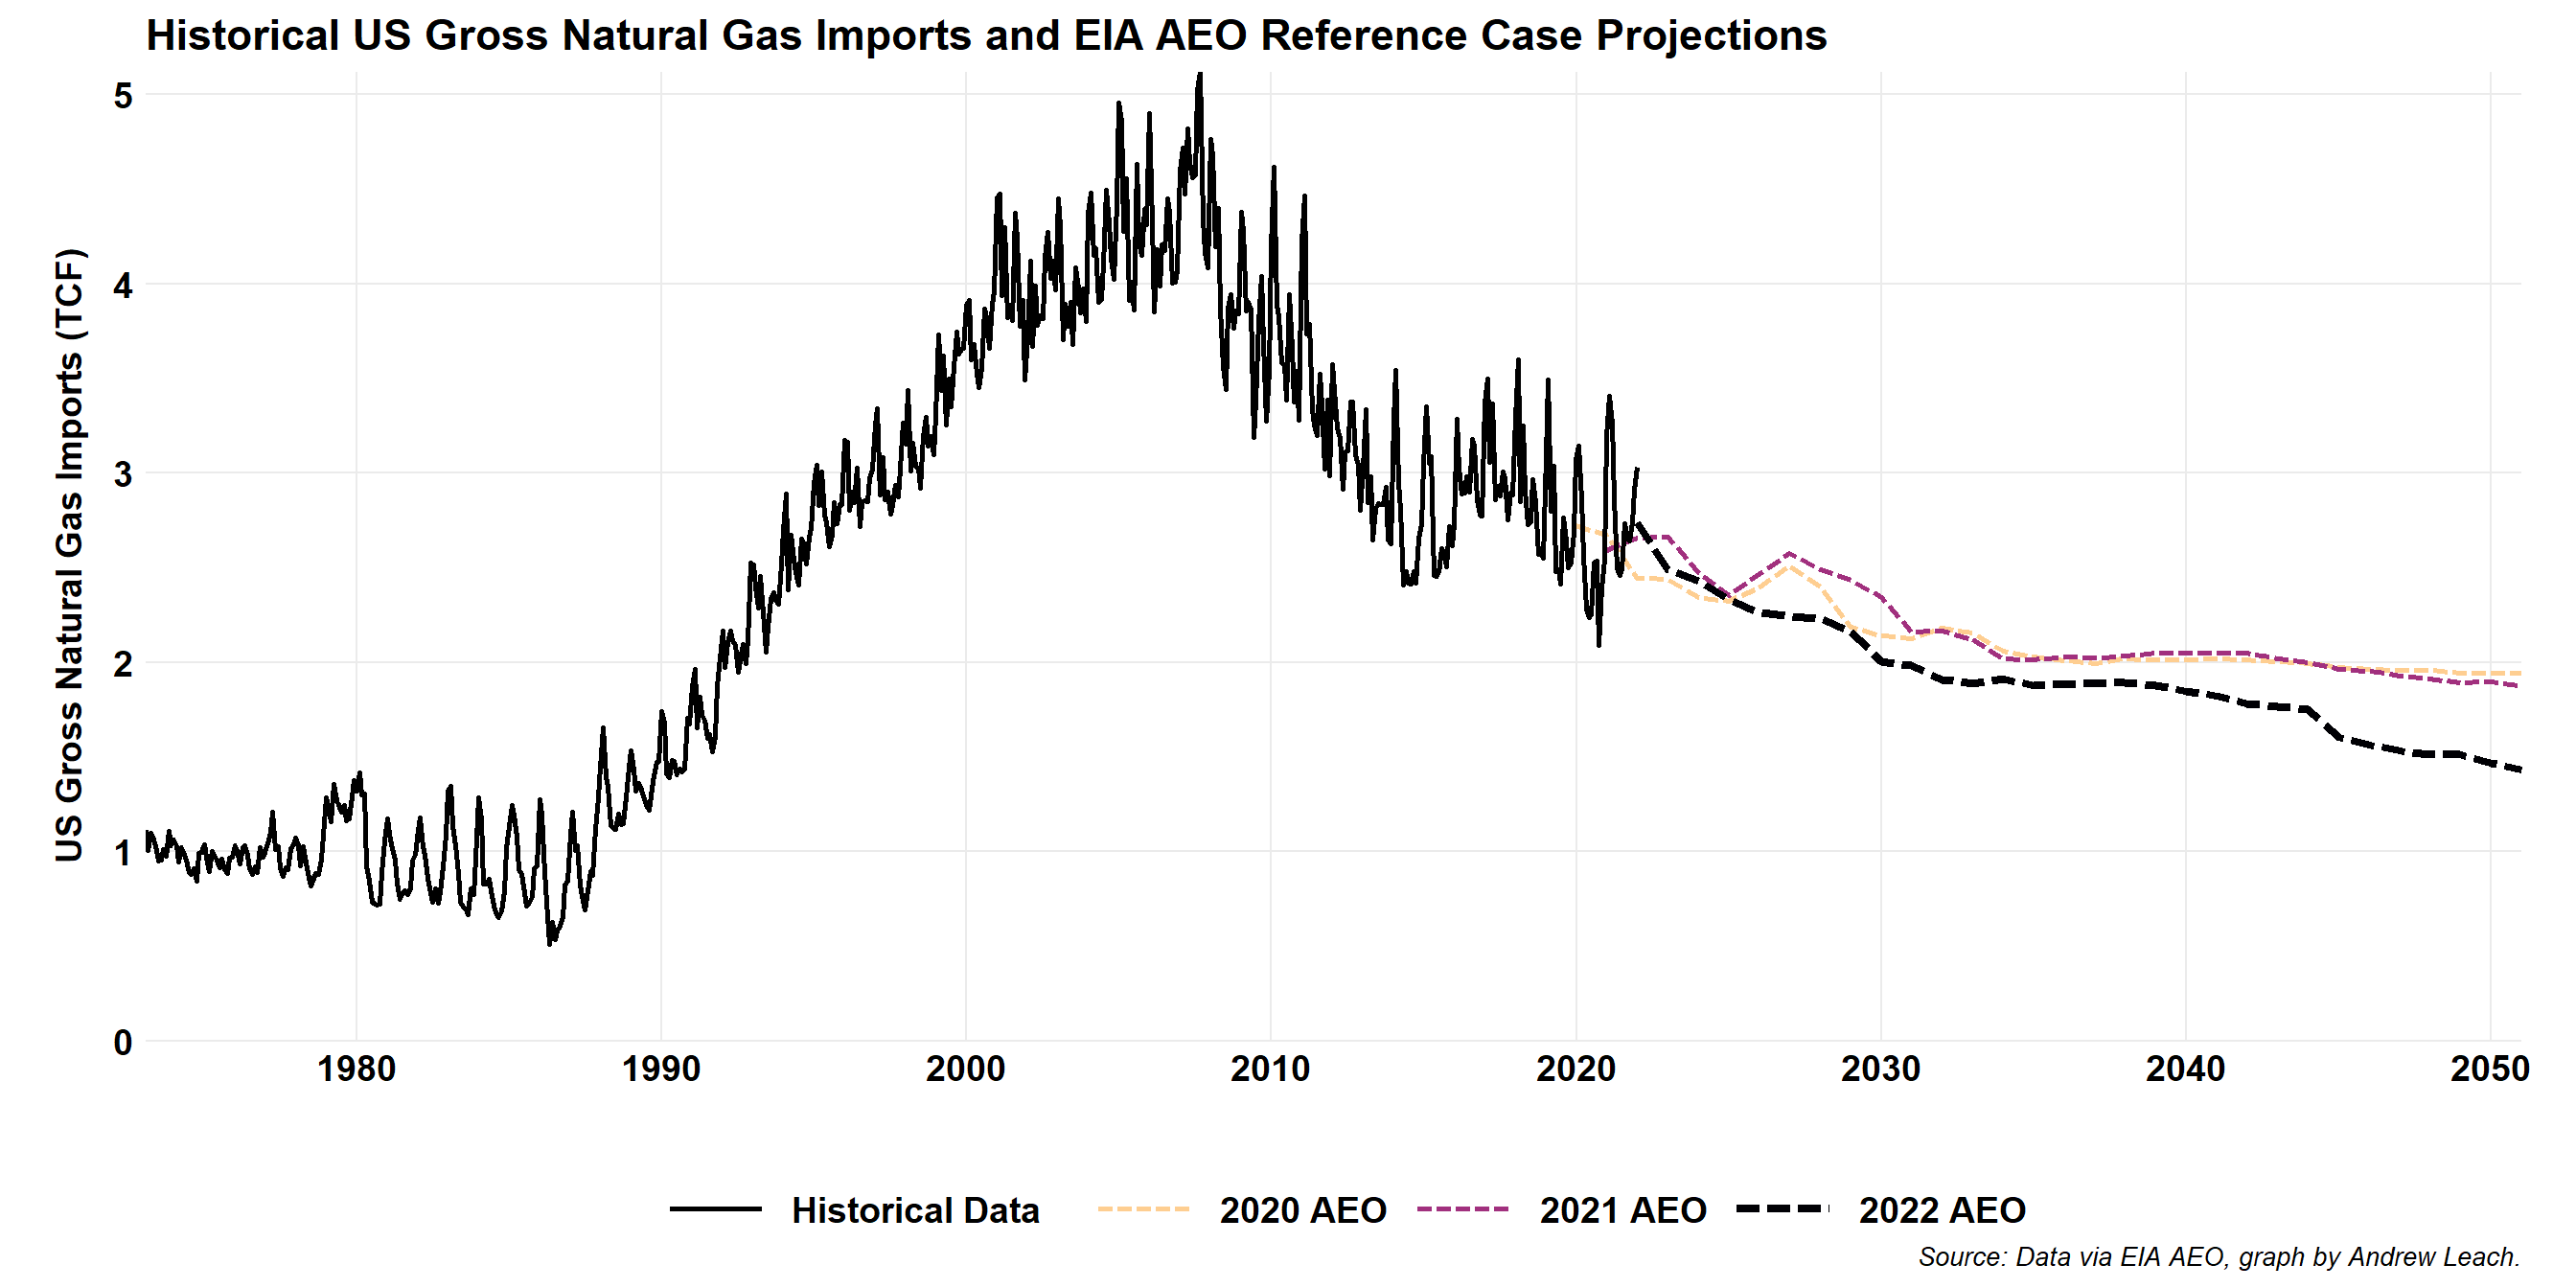 Historical US Gross Natural Gas Imports and EIA AEO Reference Case Projections
US Gross Natural Gas Imports (TCF)
5
4
3
2
1
0
1980 1990 2000 2010 2020 2030 2040 2050
Historical Data 2020 AEO 2021 AEO 2022 AEO
Source: Data via EIA AEO, graph by Andrew Leach.